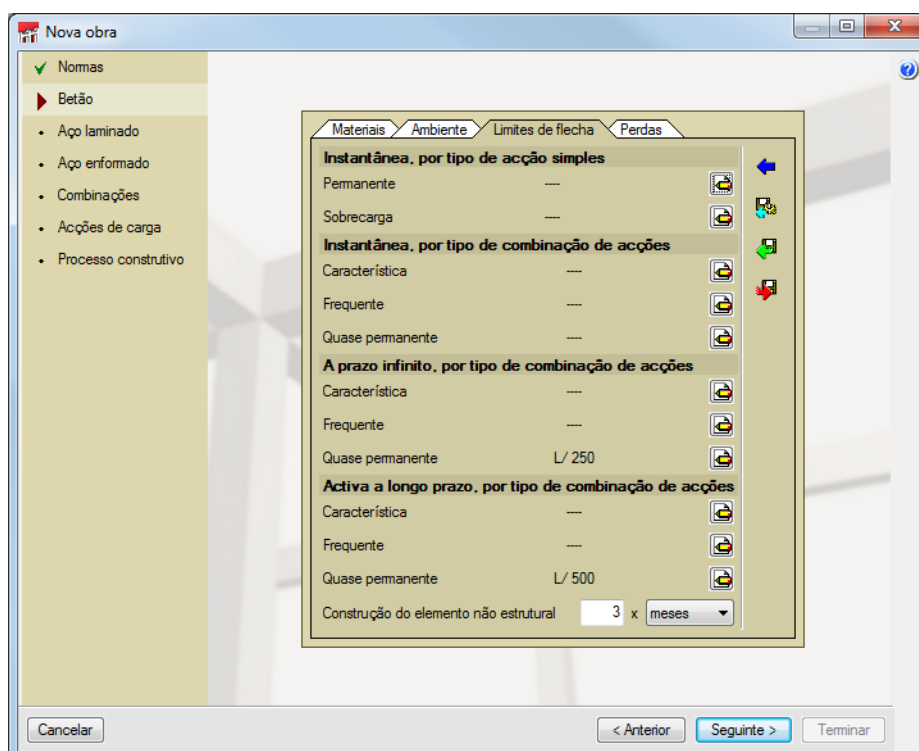 Nova obra
Normas
Betão
Aço laminado
Aço enformado
Combinações
Acções de carga
Processo construtivo
Materiais Ambiente Limites de flecha Perdas
Instantânea, por tipo de acção simples
Permanente ----
Sobrecarga ----
Instantânea, por tipo de combinação de acções
Característica ----
Frequente ----
Quase permanente ----
A prazo infinito, por tipo de combinação de acções
Característica ----
Frequente ----
Quase permanente L/ 250
Activa a longo prazo, por tipo de combinação de acções
Característica ----
Frequente ----
Quase permanente L/ 500
Construção do elemento não estrutural 3 x meses
Cancelar < Anterior Seguinte > Terminar